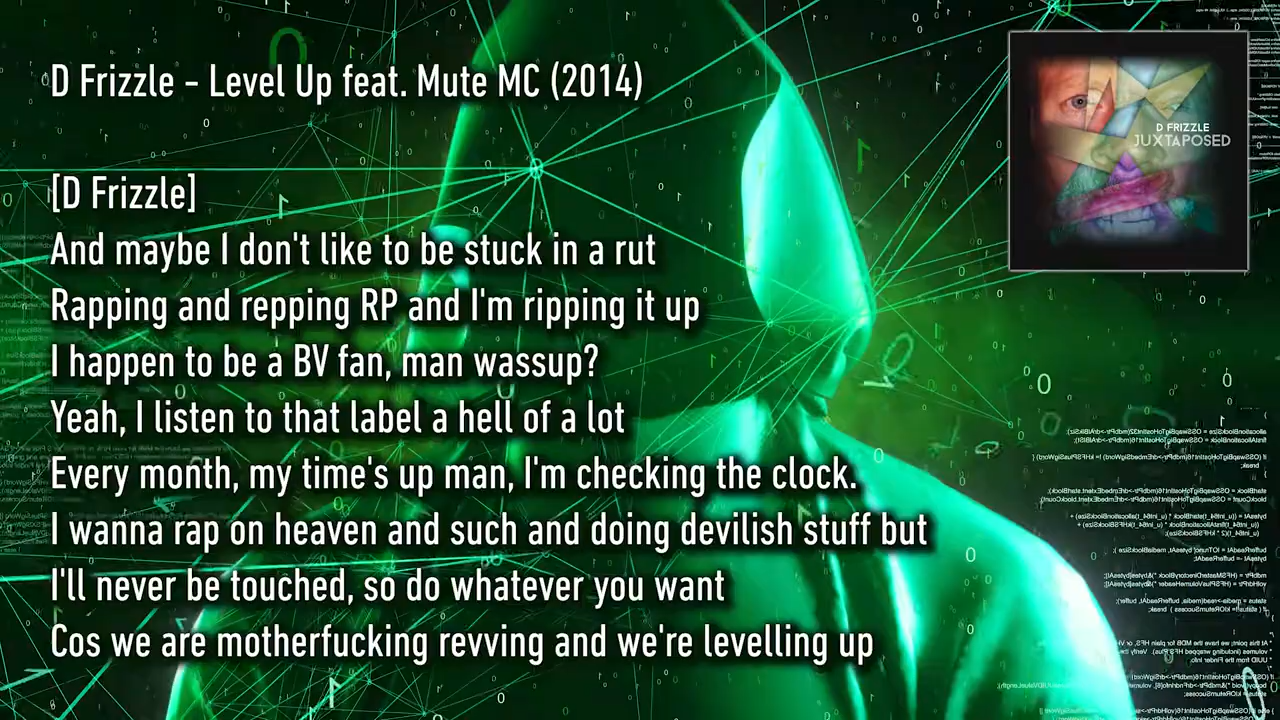 D Frizzle - Level Up feat. Mute MC (2014)
[D Frizzle]
And maybe I don't like to be stuck in a rut
Rapping and repping RP and I'm ripping it up
I happen to be a BV fan, man wassup?
Yeah, I listen to that label a hell of a lot
Every month, my time's up man, I'm checking the clock.
I wanna rap on heaven and such and doing devilish stuff but
I'll never be touched, so do whatever you want
Cos we are motherfucking revving and we're levelling up
D FRIZZLE
JUXTAPOSED